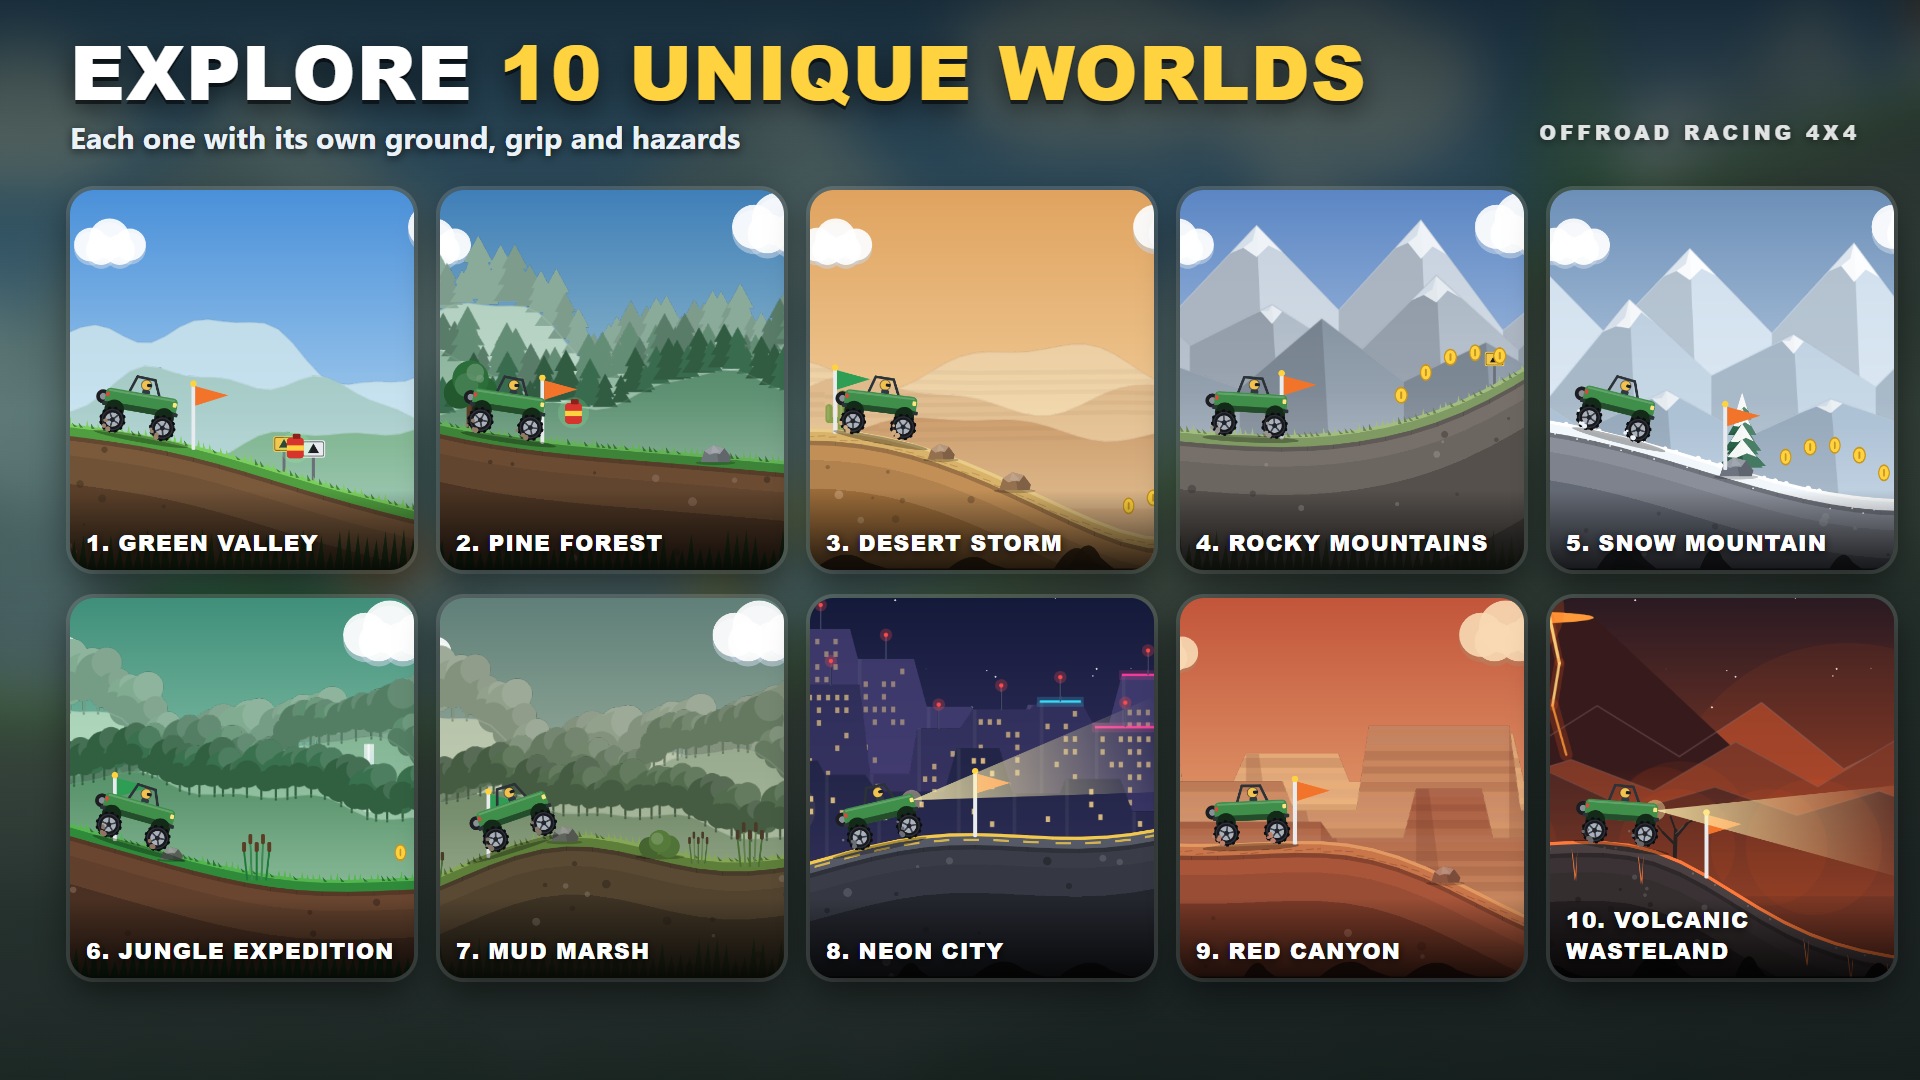 EXPLORE 10 UNIQUE WORLDS
Each one with its own ground, grip and hazards
OFFROAD RACING 4X4
1. GREEN VALLEY
2. PINE FOREST
3. DESERT STORM
4. ROCKY MOUNTAINS
5. SNOW MOUNTAIN
6. JUNGLE EXPEDITION
7. MUD MARSH
8. NEON CITY
9. RED CANYON
10. VOLCANIC
WASTELAND